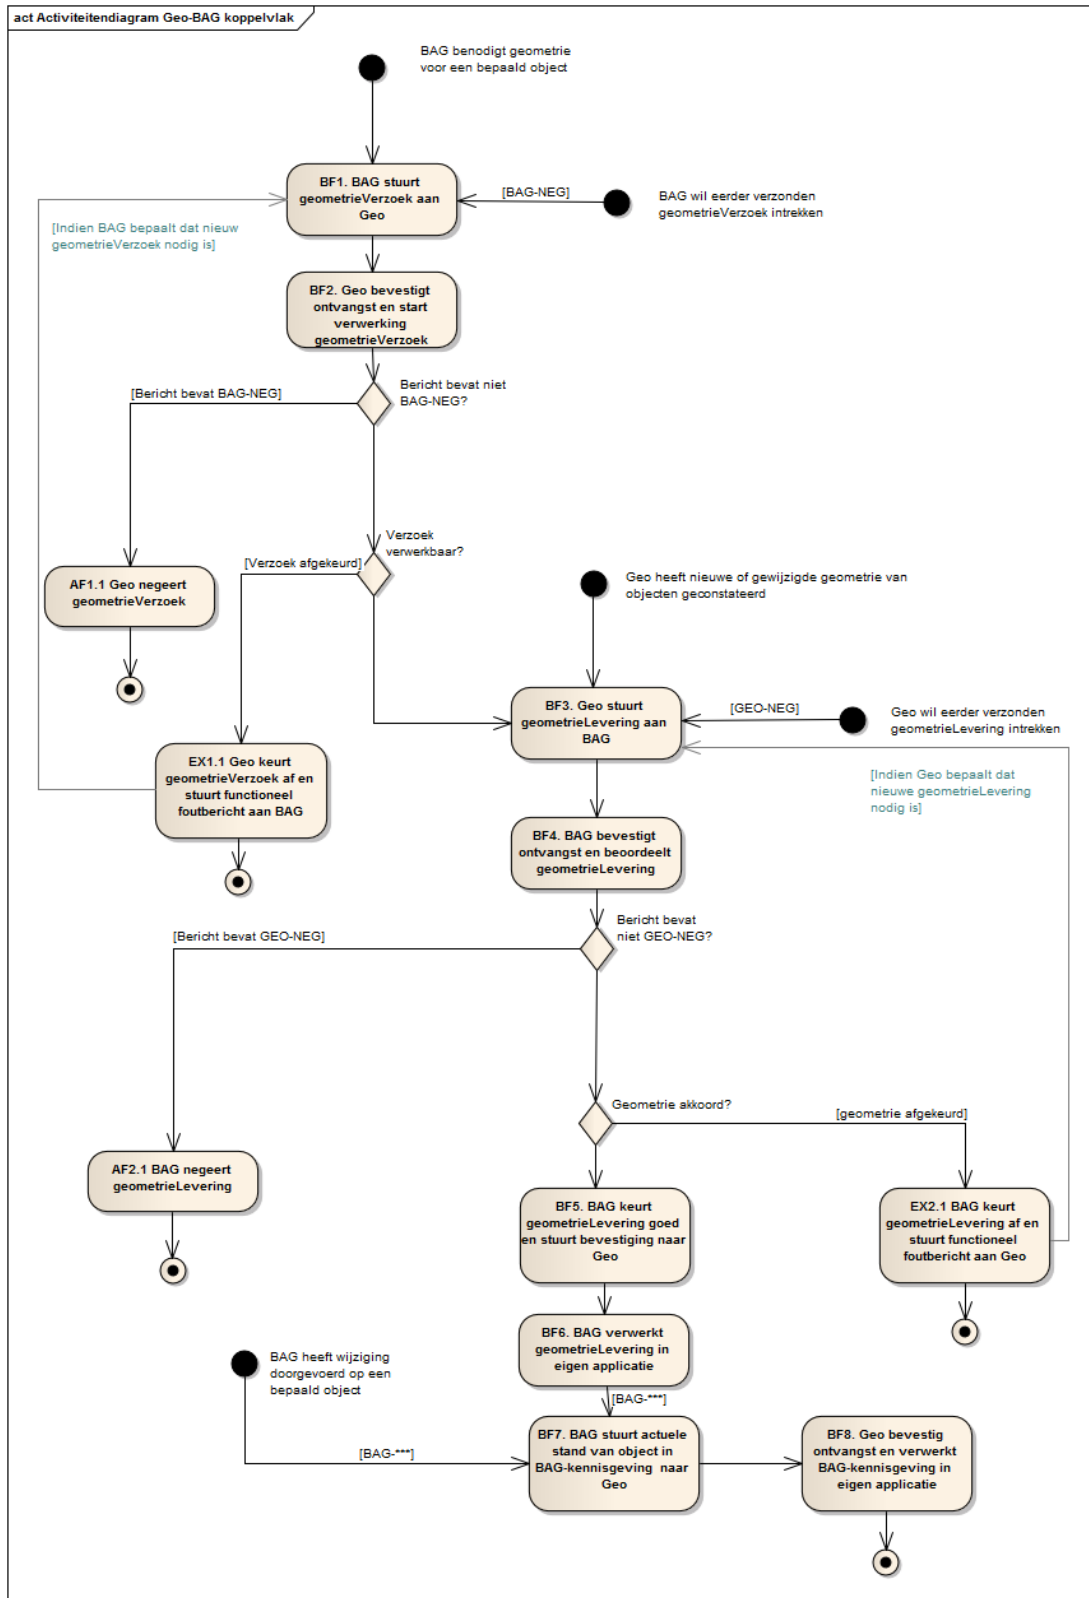 act Activiteitendiagram Geo-BAG koppelvlak
BAG benodigt geometrie
voor een bepaald object
BF1. BAG stuurt
geometrieVerzoek aan
Geo
[BAG-NEG]
BAG wil eerder verzonden
geometrieVerzoek intrekken
[Indien BAG bepaalt dat nieuw
geometrieVerzoek nodig is]
BF2. Geo bevestigt
ontvangst en start
verwerking
geometrieVerzoek
[Bericht bevat BAG-NEG]
Bericht bevat niet
BAG-NEG?
Verzoek
verwerkbaar?
[Verzoek afgekeurd]
AF1.1 Geo negeert
geometrieVerzoek
Geo heeft nieuwe of gewijzigde geometrie van
objecten geconstateerd
BF3. Geo stuurt
geometrieLevering aan
BAG
[GEO-NEG]
Geo wil eerder verzonden
geometrieLevering intrekken
EX1.1 Geo keurt
geometrieVerzoek af en
stuurt functioneel
foutbericht aan BAG
[Indien Geo bepaalt dat
nieuwe geometrieLevering
nodig is]
BF4. BAG bevestigt
ontvangst en beoordeelt
geometrieLevering
[Bericht bevat GEO-NEG]
Bericht bevat
niet GEO-NEG?
Geometrie akkoord?
[geometrie afgekeurd]
AF2.1 BAG negeert
geometrieLevering
BF5. BAG keurt
geometrieLevering goed
en stuurt bevestiging naar
Geo
EX2.1 BAG keurt
geometrieLevering af en
stuurt functioneel
foutbericht aan Geo
BF6. BAG verwerkt
geometrieLevering in
eigen applicatie
BAG heeft wijziging
doorgevoerd op een
bepaald object
[BAG-***]
[BAG-***]
BF7. BAG stuurt actuele
stand van object in
BAG-kennisgeving naar
Geo
BF8. Geo bevestig
ontvangst en verwerkt
BAG-kennisgeving in
eigen applicatie